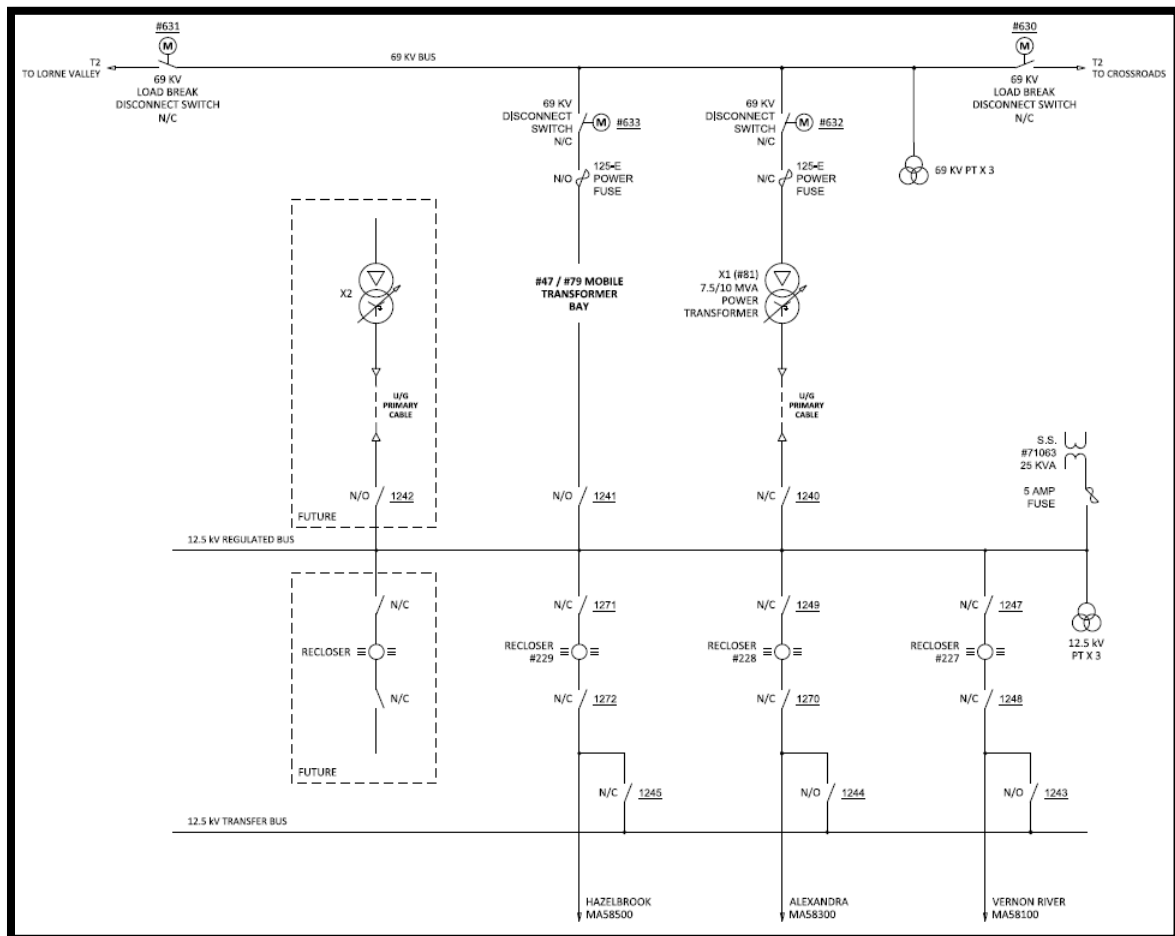 #631
M
T2
TO LORNE VALLEY
69 KV
LOAD BREAK
DISCONNECT SWITCH
N/C
69 KV BUS
#630
M
T2
TO CROSSROADS
69 KV
LOAD BREAK
DISCONNECT SWITCH
N/C
69 KV
DISCONNECT
SWITCH
N/C
M
#633
69 KV
DISCONNECT
SWITCH
N/C
M
#632
N/O
125-E
POWER
FUSE
N/C
125-E
POWER
FUSE
69 KV PT X 3
X2
U/G
PRIMARY
CABLE
N/O
1242
FUTURE
#47 / #79 MOBILE
TRANSFORMER
BAY
X1 (#81)
7.5/10 MVA
POWER
TRANSFORMER
U/G
PRIMARY
CABLE
N/O
1241
N/C
1240
S.S.
#71063
25 KVA
5 AMP
FUSE
12.5 kV REGULATED BUS
N/C
RECLOSER
N/C
FUTURE
N/C
1271
RECLOSER
#229
N/C
1272
N/C
1249
RECLOSER
#228
N/C
1270
N/C
1247
RECLOSER
#227
N/C
1248
12.5 kV
PT X 3
N/C
1245
N/O
1244
N/O
1243
12.5 kV TRANSFER BUS
HAZELBROOK
MA58500
ALEXANDRA
MA58300
VERNON RIVER
MA58100